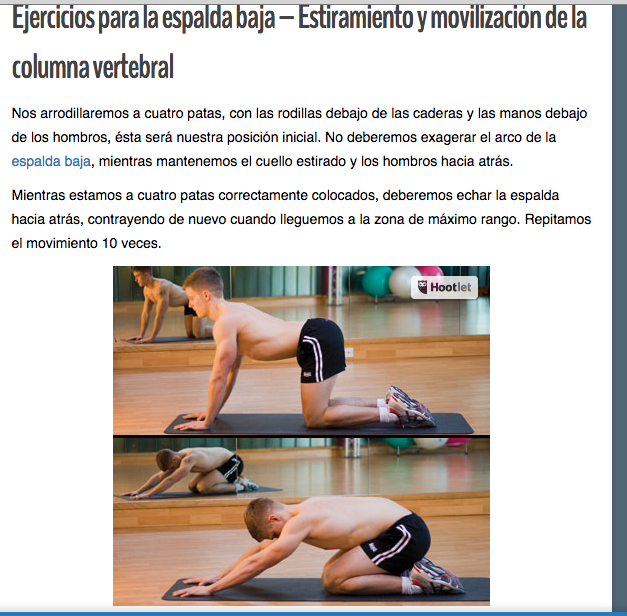 Ejercicios para la espalda baja – Estiramiento y movilización de la
columna vertebral
Nos arrodillaremos a cuatro patas, con las rodillas debajo de las caderas y las manos debajo
de los hombros, ésta será nuestra posición inicial. No deberemos exagerar el arco de la
espalda baja, mientras mantenemos el cuello estirado y los hombros hacia atrás.
Mientras estamos a cuatro patas correctamente colocados, deberemos echar la espalda
hacia atrás, contrayendo de nuevo cuando lleguemos a la zona de máximo rango. Repitamos
el movimiento 10 veces.
Hootlet